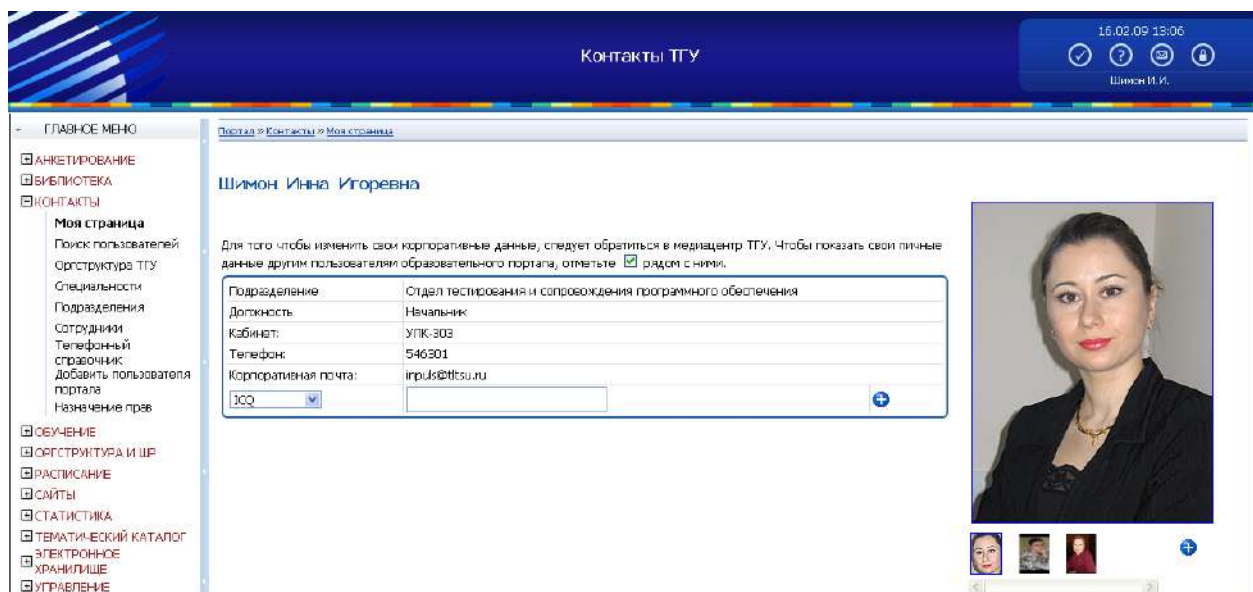 16.02.09 13:06
Контакты ТГУ
Шимон И.И.
- ГЛАВНОЕ МЕНЮ
Портал » Контакты » Моя страница
АНКЕТИРОВАНИЕ
БИБЛИОТЕКА
КОНТАКТЫ
Моя страница
Поиск пользователей
Оргструктура ТГУ
Специальности
Подразделения
Сотрудники
Телефонный
справочник
Добавить пользователя
портала
Назначение прав
ОБУЧЕНИЕ
ОРГСТРУКТУРА И ШР
РАСПИСАНИЕ
САЙТЫ
СТАТИСТИКА
ТЕМАТИЧЕСКИЙ КАТАЛОГ
ЭЛЕКТРОННОЕ
ХРАНИЛИЩЕ
УПРАВЛЕНИЕ
Шимон Инна Игоревна
Для того чтобы изменить свои корпоративные данные, следует обратиться в медиацентр ТГУ. Чтобы показать свои личные
данные другим пользователям образовательного портала, отметьте рядом с ними.
Подразделение Отдел тестирования и сопровождения программного обеспечения
Должность Начальник
Кабинет: УЛК-303
Телефон: 546301
Корпоративная почта: inpuls@tltsu.ru
ICQ